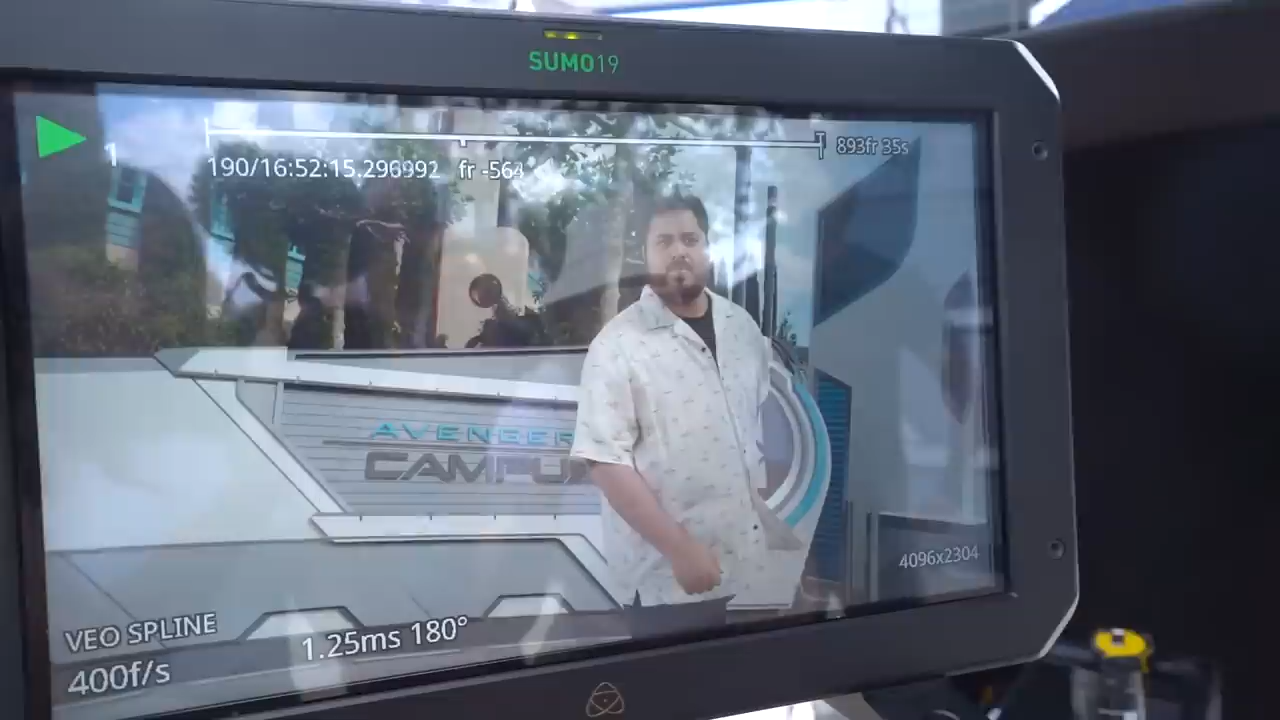 SUMO19
1
893fr 35s
190/16:52:15.296992 fr -564
AVENGER
CAMPU
4096x2304
VEO SPLINE
1.25ms 180°
400f/s